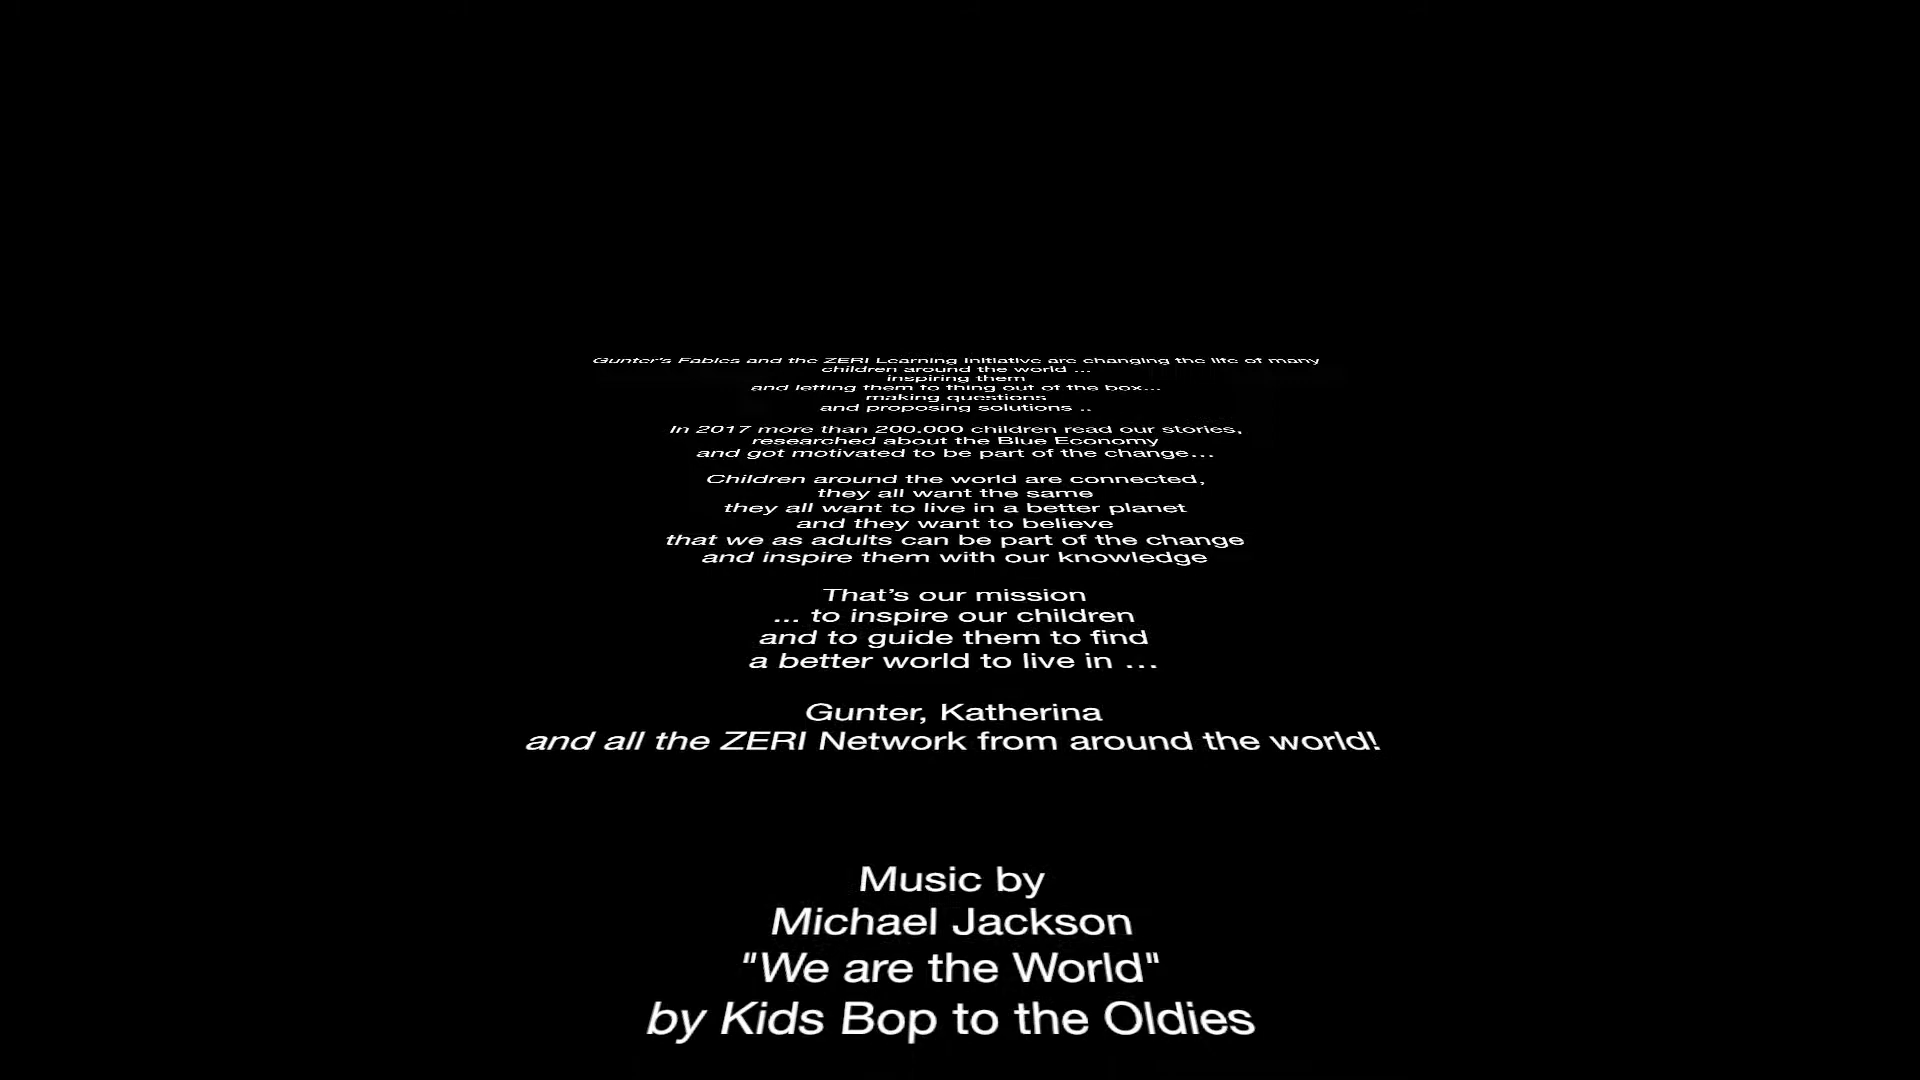 Gunter's Fables and the ZERI Learning Initiative are changing the life of many
children around the world ...
inspiring them
and letting them to thing out of the box...
making questions
and proposing solutions ..
In 2017 more than 200.000 children read our stories,
researched about the Blue Economy
and got motivated to be part of the change...
Children around the world are connected,
they all want the same
they all want to live in a better planet
and they want to believe
that we as adults can be part of the change
and inspire them with our knowledge
That's our mission
... to inspire our children
and to guide them to find
a better world to live in ...
Gunter, Katherina
and all the ZERI Network from around the world!
Music by
Michael Jackson
"We are the World"
by Kids Bop to the Oldies